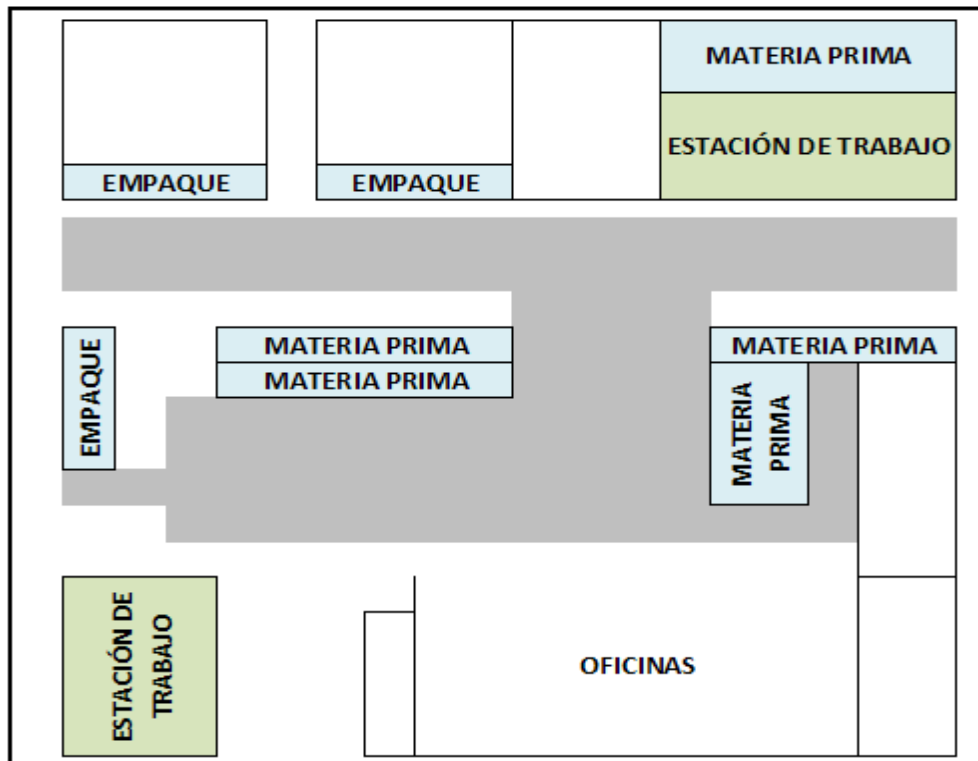 MATERIA PRIMA
ESTACIÓN DE TRABAJO
EMPAQUE
EMPAQUE
EMPAQUE
MATERIA PRIMA
MATERIA PRIMA
MATERIA PRIMA
MATERIA
PRIMA
ESTACIÓN DE
TRABAJO
OFICINAS